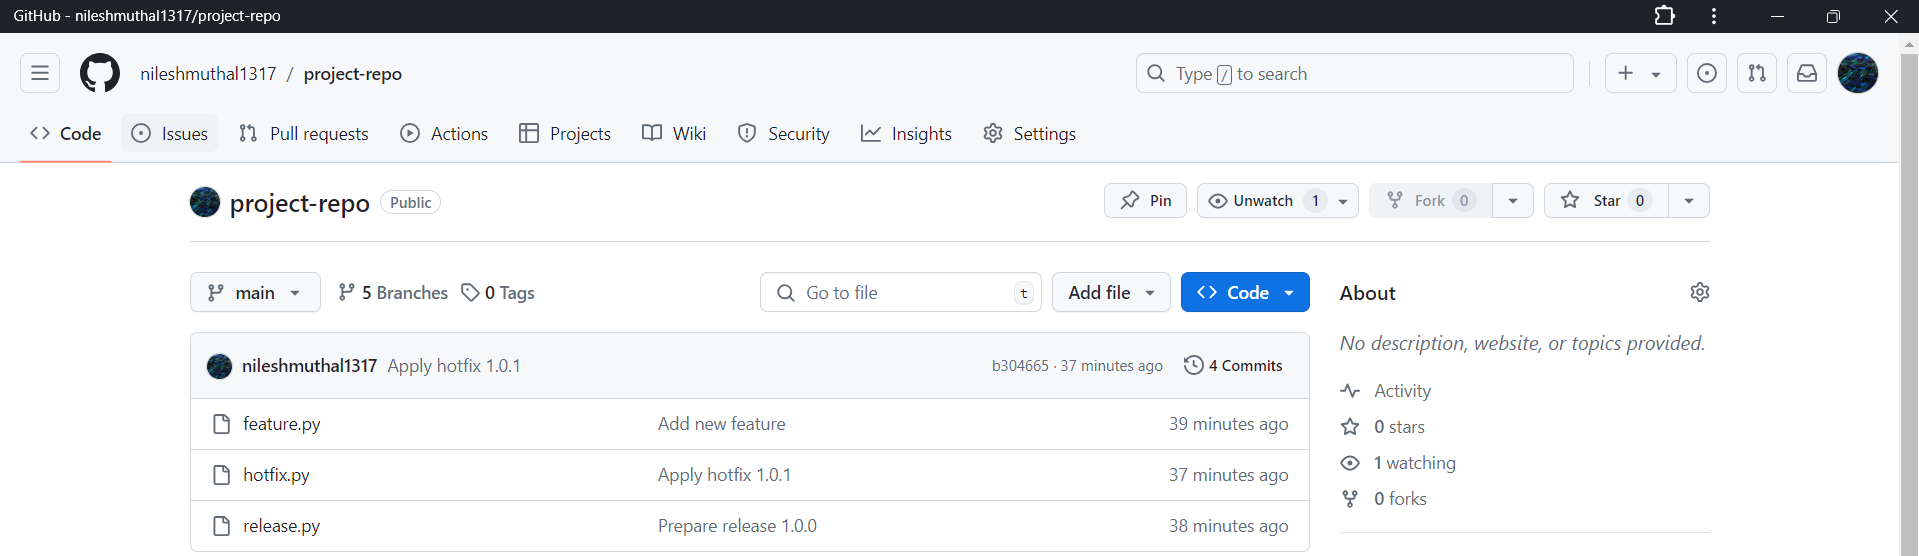 GitHub - nileshmuthal1317/project-repo
nileshmuthal1317 / project-repo
Type / to search
Code Issues Pull requests Actions Projects Wiki Security Insights Settings
project-repo Public
Pin Unwatch 1 Fork 0 Star 0
main 5 Branches 0 Tags Go to file t Add file Code
nileshmuthal1317 Apply hotfix 1.0.1 b304665 · 37 minutes ago 4 Commits
feature.py Add new feature 39 minutes ago
hotfix.py Apply hotfix 1.0.1 37 minutes ago
release.py Prepare release 1.0.0 38 minutes ago
About
No description, website, or topics provided.
Activity
0 stars
1 watching
0 forks